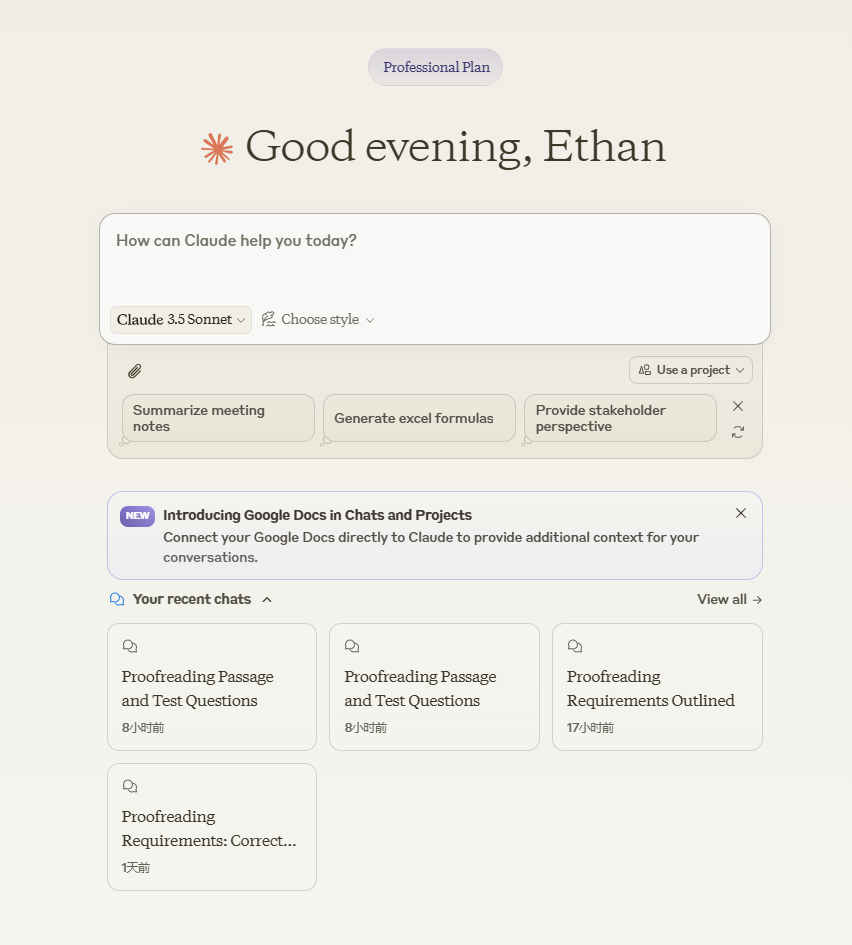 Professional Plan
Good evening, Ethan
How can Claude help you today?
Claude 3.5 Sonnet
Choose style
Use a project
Summarize meeting
notes
Generate excel formulas
Provide stakeholder
perspective
NEW
Introducing Google Docs in Chats and Projects
Connect your Google Docs directly to Claude to provide additional context for your
conversations.
Your recent chats
View all
Proofreading Passage
and Test Questions
8小时前
Proofreading Passage
and Test Questions
8小时前
Proofreading
Requirements Outlined
17小时前
Proofreading
Requirements: Correct...
1天前